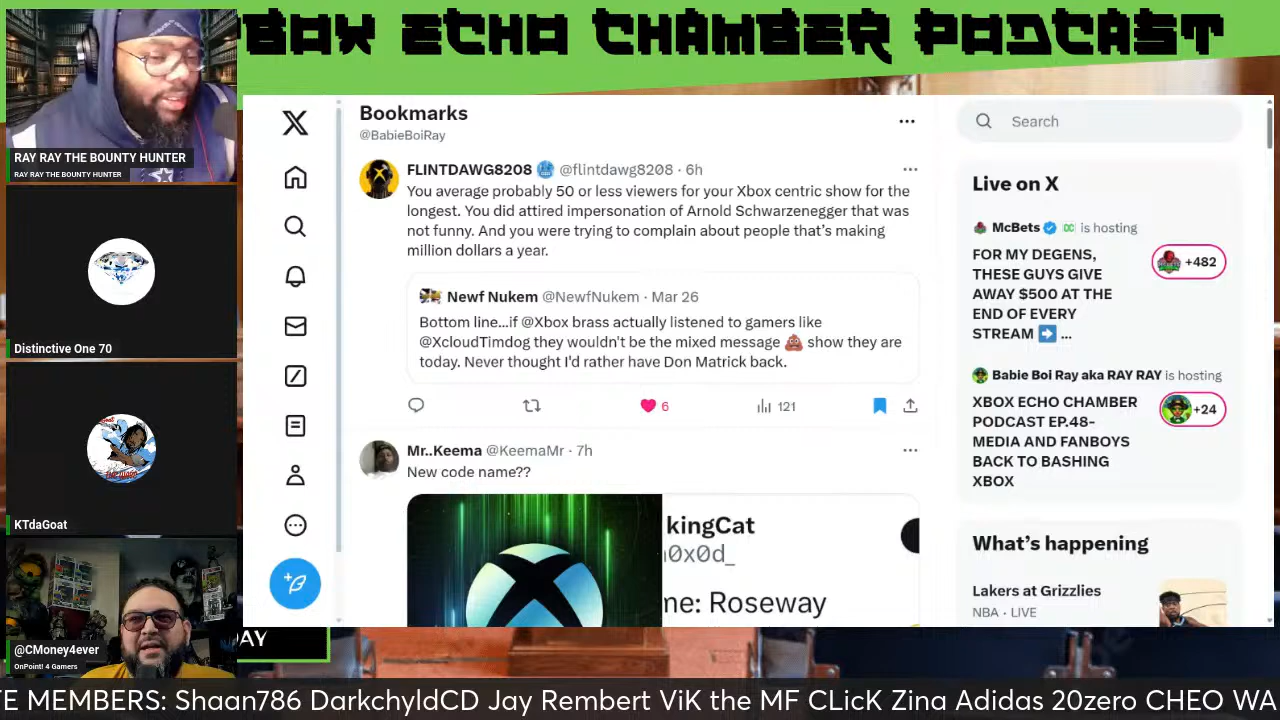 BOX ECHO CHAMBER PODCAST
RAY RAY THE BOUNTY HUNTER
RAY RAY THE BOUNTY HUNTER
Distinctive One 70
KTdaGoat
@CMoney4ever
OnPoint! 4 Gamers
Bookmarks
@BabieBoiRay
FLINTDAWG8208 🥶 @flintdawg8208 · 6h
You average probably 50 or less viewers for your Xbox centric show for the
longest. You did attired impersonation of Arnold Schwarzenegger that was
not funny. And you were trying to complain about people that’s making
million dollars a year.
Newf Nukem @NewfNukem · Mar 26
Bottom line...if @Xbox brass actually listened to gamers like
@XcloudTimdog they wouldn't be the mixed message 💩 show they are
today. Never thought I'd rather have Don Matrick back.
6
121
Mr..Keema @KeemaMr · 7h
New code name??
kingCat
0x0d_
me: Roseway
Search
Live on X
McBets is hosting
FOR MY DEGENS,
THESE GUYS GIVE
AWAY $500 AT THE
END OF EVERY
STREAM ➡️ ...
+482
Babie Boi Ray aka RAY RAY is hosting
XBOX ECHO CHAMBER
PODCAST EP.48-
MEDIA AND FANBOYS
BACK TO BASHING
XBOX
+24
What’s happening
Lakers at Grizzlies
NBA · LIVE
DAY
TE MEMBERS: Shaan786 DarkchyldCD Jay Rembert ViK the MF CLicK Zina Adidas 20zero CHEO WA